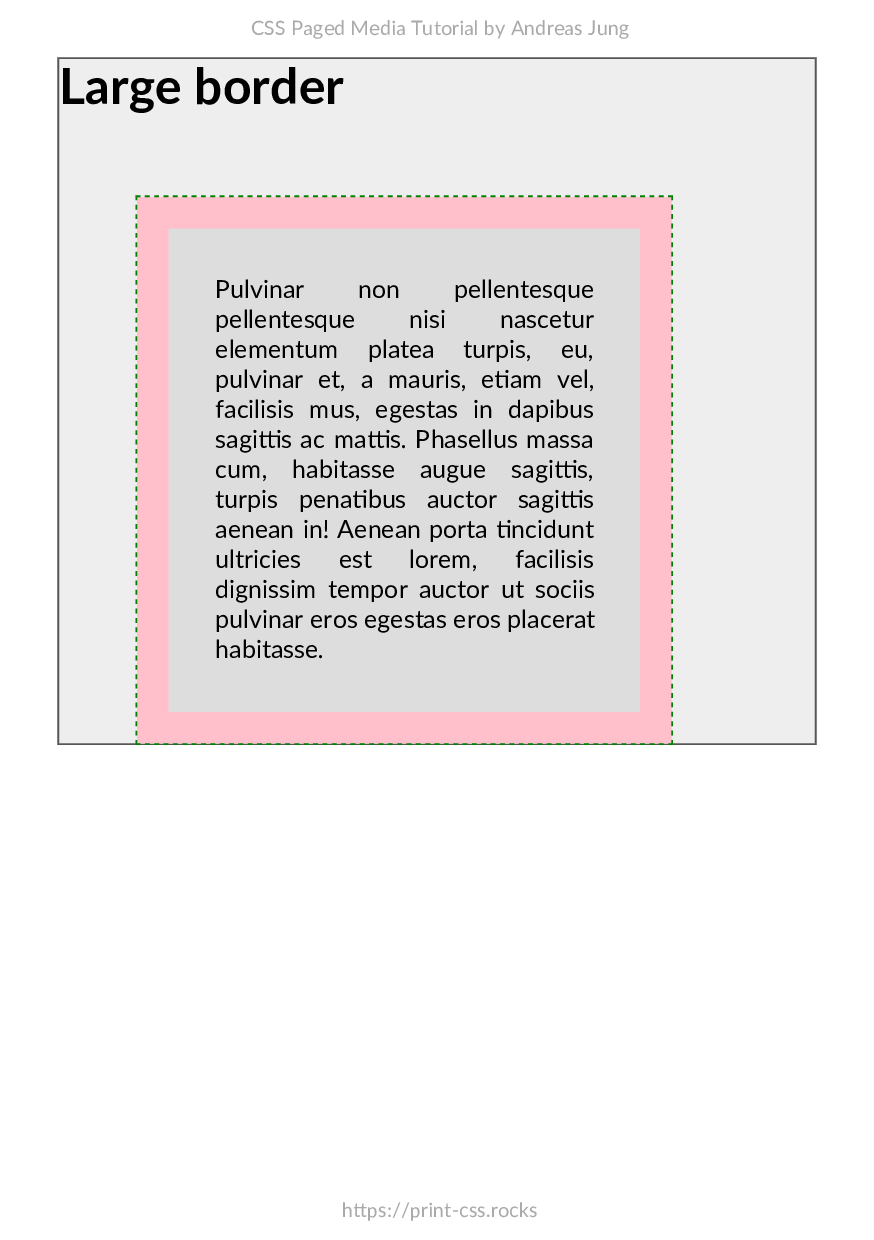 CSS Paged Media Tutorial by Andreas Jung
Large border
Pulvinar non pellentesque
pellentesque nisi nascetur
elementum platea turpis, eu,
pulvinar et, a mauris, etiam vel,
facilisis mus, egestas in dapibus
sagittis ac mattis. Phasellus massa
cum, habitasse augue sagittis,
turpis penatibus auctor sagittis
aenean in! Aenean porta tincidunt
ultricies est lorem, facilisis
dignissim tempor auctor ut sociis
pulvinar eros egestas eros placerat
habitasse.
https://print-css.rocks